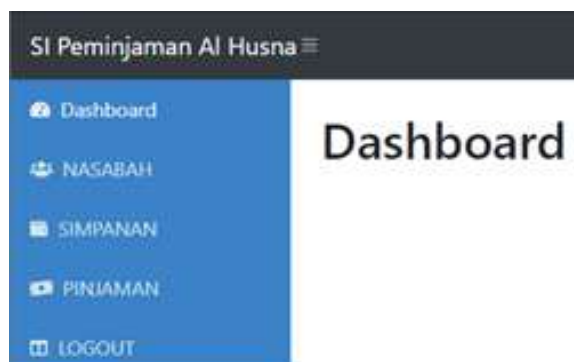 SI Peminjaman Al Husna
Dashboard
NASABAH
SIMPANAN
PINJAMAN
LOGOUT
Dashboard